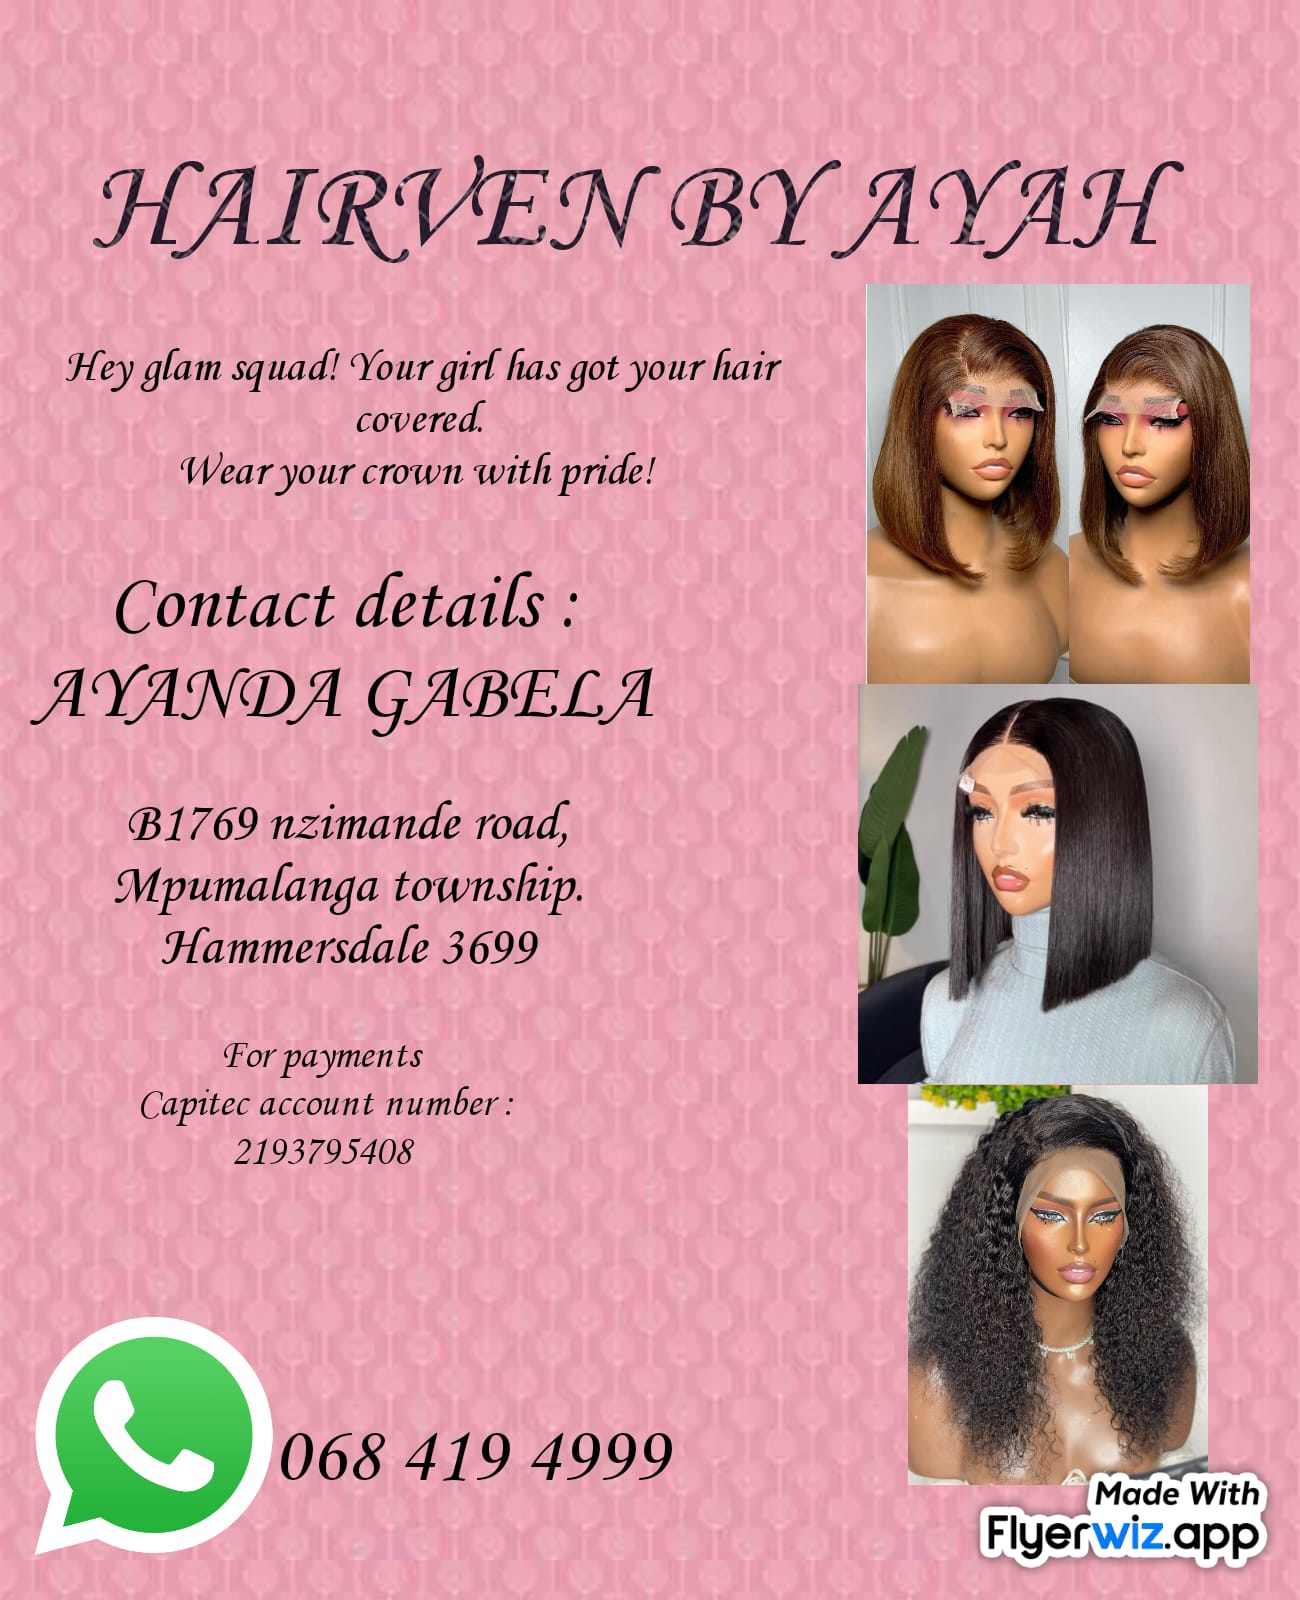 HAIRVEN BY AYAH
Hey glam squad! Your girl has got your hair
covered.
Wear your crown with pride!
Contact details :
AYANDA GABELA
B1769 nzimande road,
Mpumalanga township.
Hammersdale 3699
For payments
Capitec account number :
2193795408
068 419 4999
Made With
Flyerwiz.app